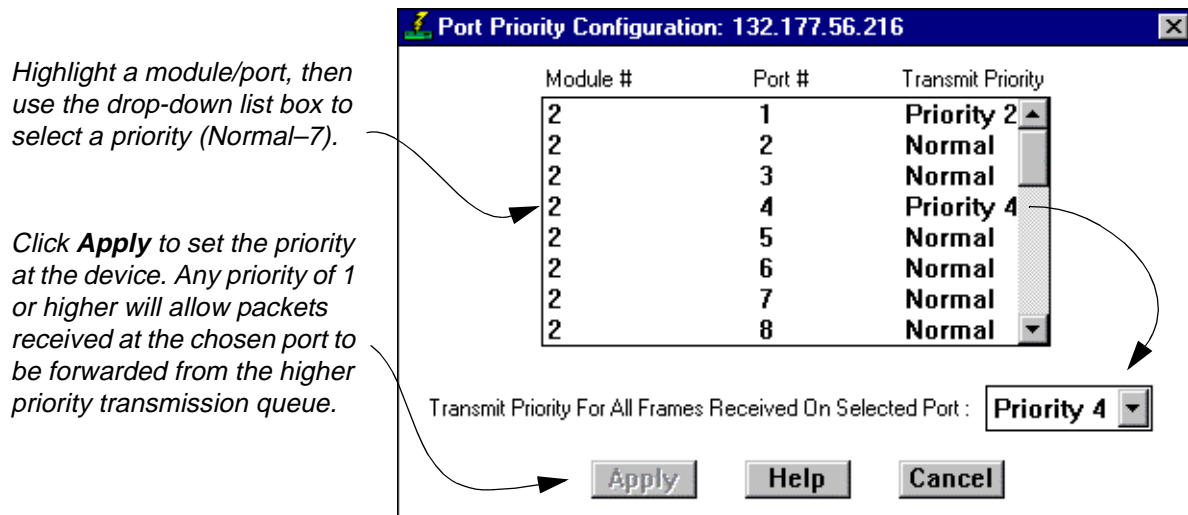 Port Priority Configuration: 132.177.56.216
Highlight a module/port, then
use the drop-down list box to
select a priority (Normal–7).
Click Apply to set the priority
at the device. Any priority of 1
or higher will allow packets
received at the chosen port to
be forwarded from the higher
priority transmission queue.
Module # Port # Transmit Priority
2 1 Priority 2
2 2 Normal
2 3 Normal
2 4 Priority 4
2 5 Normal
2 6 Normal
2 7 Normal
2 8 Normal
Transmit Priority For All Frames Received On Selected Port : Priority 4
Apply Help Cancel